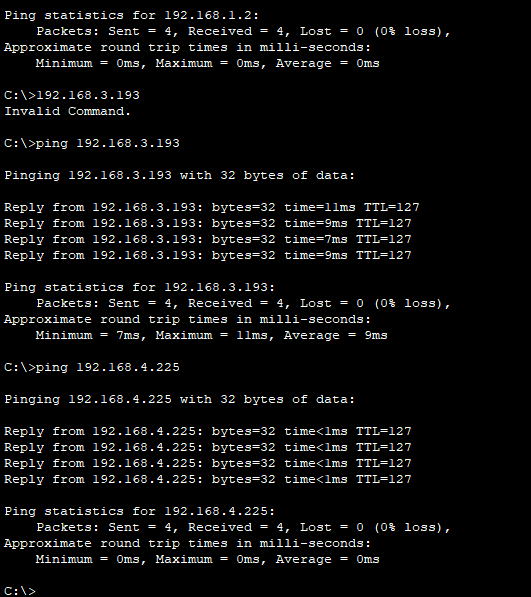 Ping statistics for 192.168.1.2:
    Packets: Sent = 4, Received = 4, Lost = 0 (0% loss),
Approximate round trip times in milli-seconds:
    Minimum = 0ms, Maximum = 0ms, Average = 0ms

C:\>192.168.3.193
Invalid Command.

C:\>ping 192.168.3.193

Pinging 192.168.3.193 with 32 bytes of data:

Reply from 192.168.3.193: bytes=32 time=11ms TTL=127
Reply from 192.168.3.193: bytes=32 time=9ms TTL=127
Reply from 192.168.3.193: bytes=32 time=7ms TTL=127
Reply from 192.168.3.193: bytes=32 time=9ms TTL=127

Ping statistics for 192.168.3.193:
    Packets: Sent = 4, Received = 4, Lost = 0 (0% loss),
Approximate round trip times in milli-seconds:
    Minimum = 7ms, Maximum = 11ms, Average = 9ms

C:\>ping 192.168.4.225

Pinging 192.168.4.225 with 32 bytes of data:

Reply from 192.168.4.225: bytes=32 time<1ms TTL=127
Reply from 192.168.4.225: bytes=32 time<1ms TTL=127
Reply from 192.168.4.225: bytes=32 time<1ms TTL=127
Reply from 192.168.4.225: bytes=32 time<1ms TTL=127

Ping statistics for 192.168.4.225:
    Packets: Sent = 4, Received = 4, Lost = 0 (0% loss),
Approximate round trip times in milli-seconds:
    Minimum = 0ms, Maximum = 0ms, Average = 0ms

C:\>